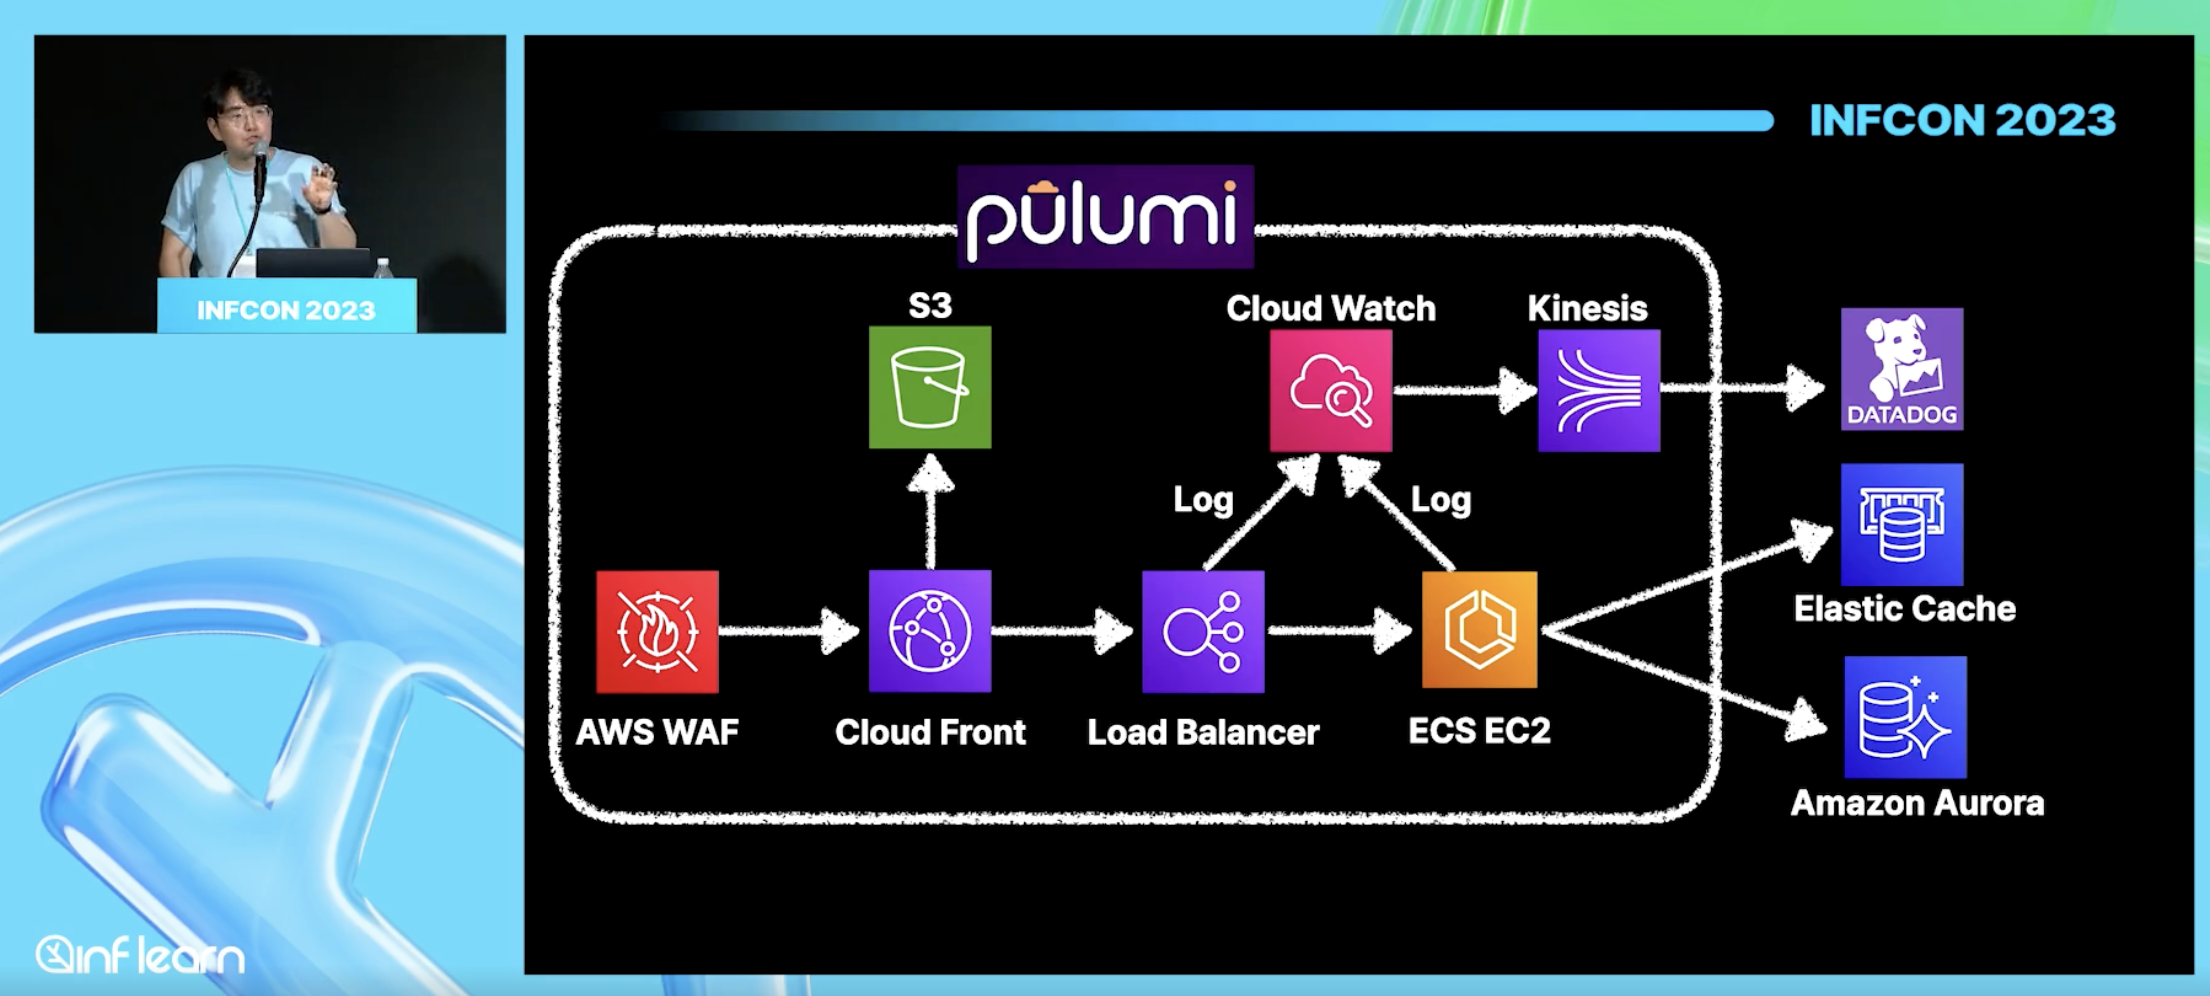 INFCON 2023
INFCON 2023
pulumi
S3
Cloud Watch
Kinesis
DATADOG
Log
Log
Elastic Cache
AWS WAF
Cloud Front
Load Balancer
ECS EC2
Amazon Aurora
inflearn